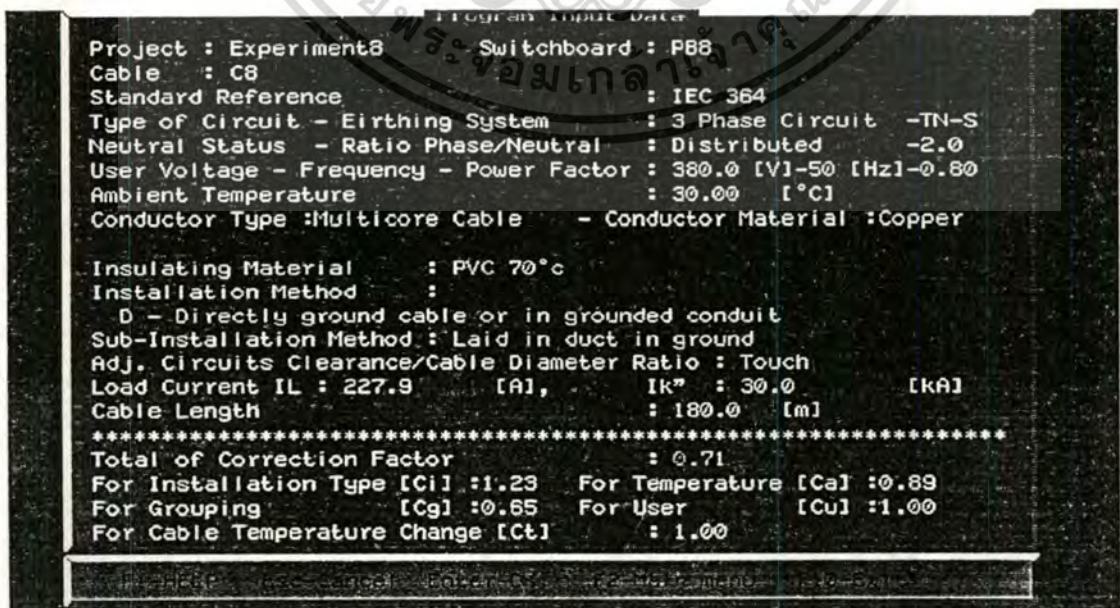 Program Input Data
Project : Experiment8 Switchboard : PB8
Cable : C8
Standard Reference : IEC 364
Type of Circuit - Eirthing System : 3 Phase Circuit -TN-S
Neutral Status - Ratio Phase/Neutral : Distributed -2.0
User Voltage - Frequency - Power Factor : 380.0 [V]-50 [Hz]-0.80
Ambient Temperature : 30.00 [°C]
Conductor Type :Multicore Cable - Conductor Material :Copper
Insulating Material : PVC 70°c
Installation Method :
D - Directly ground cable or in grounded conduit
Sub-Installation Method : Laid in duct in ground
Adj. Circuits Clearance/Cable Diameter Ratio : Touch
Load Current IL : 227.9 [A], Ik" : 30.0 [kA]
Cable Length : 180.0 [m]
******************************************************************
Total of Correction Factor : 0.71
For Installation Type [Ci] :1.23 For Temperature [Ca] :0.89
For Grouping [Cg] :0.65 For User [Cu] :1.00
For Cable Temperature Change [Ct] : 1.00